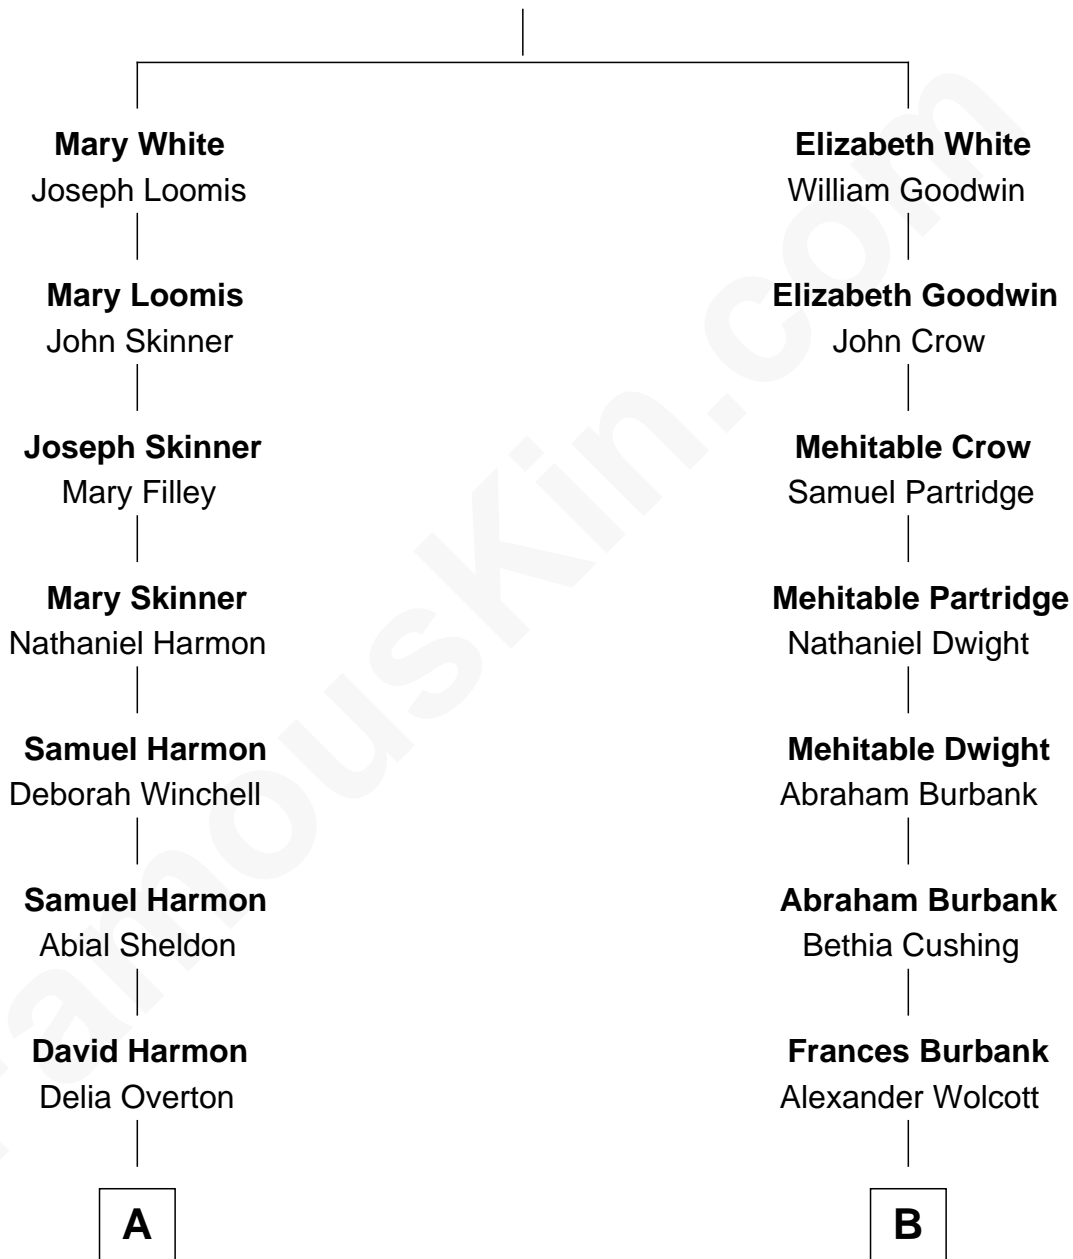 Mary White
Joseph Loomis
Mary Loomis
John Skinner
Joseph Skinner
Mary Filley
Mary Skinner
Nathaniel Harmon
Samuel Harmon
Deborah Winchell
Samuel Harmon
Abial Sheldon
David Harmon
Delia Overton
A
Elizabeth White
William Goodwin
Elizabeth Goodwin
John Crow
Mehitable Crow
Samuel Partridge
Mehitable Partridge
Nathaniel Dwight
Mehitable Dwight
Abraham Burbank
Abraham Burbank
Bethia Cushing
Frances Burbank
Alexander Wolcott
B
FamousKin.com